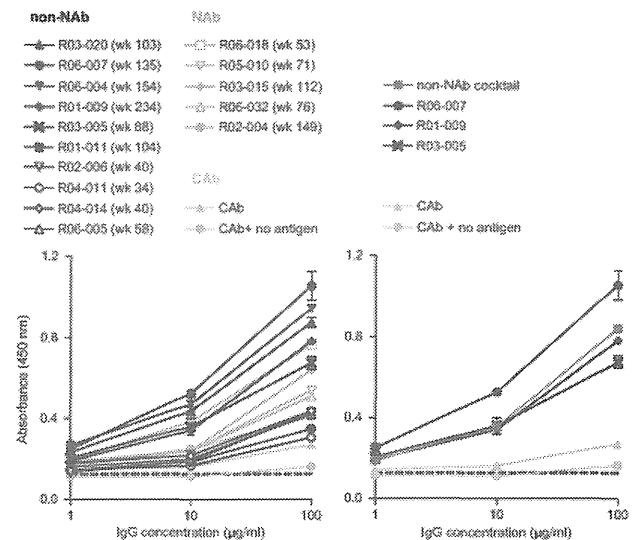 non-NAb
R03-020 (wk 103)
R06-007 (wk 135)
R06-004 (wk 154)
R01-009 (wk 234)
R03-005 (wk 88)
R01-011 (wk 104)
R02-006 (wk 40)
R04-011 (wk 34)
R04-014 (wk 40)
R06-005 (wk 58)
NAb
R06-018 (wk 53)
R05-010 (wk 71)
R03-015 (wk 112)
R06-032 (wk 76)
R02-004 (wk 149)
CAb
CAb
CAb+ no antigen
non-NAb cocktail
R06-007
R01-009
R03-005
CAb
CAb + no antigen
Absorbance (450 nm)
1.2
0.8
0.4
0.0
1 10 100
IgG concentration (µg/ml)
1.2
0.8
0.4
0.0
1 10 100
IgG concentration (µg/ml)